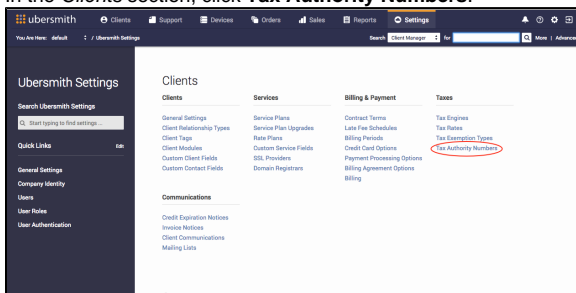 In the Clients section, click Tax Authority Numbers.
ubersmith Clients Support Devices Orders Sales Reports Settings
You Are Here: default / Ubersmith Settings Search Client Manager for More | Advanced
Ubersmith Settings
Search Ubersmith Settings
Start typing to find settings ...
Quick Links Edit
General Settings
Company Identity
Users
User Roles
User Authentication
Clients
Clients Services Billing & Payment Taxes
General Settings Service Plans Contract Terms Tax Engines
Client Relationship Types Service Plan Upgrades Late Fee Schedules Tax Rates
Client Tags Rate Plans Billing Periods Tax Exemption Types
Client Modules Custom Service Fields Credit Card Options Tax Authority Numbers
Custom Client Fields SSL Providers Payment Processing Options
Custom Contact Fields Domain Registrars Billing Agreement Options
Billing
Communications
Credit Expiration Notices
Invoice Notices
Client Communications
Mailing Lists